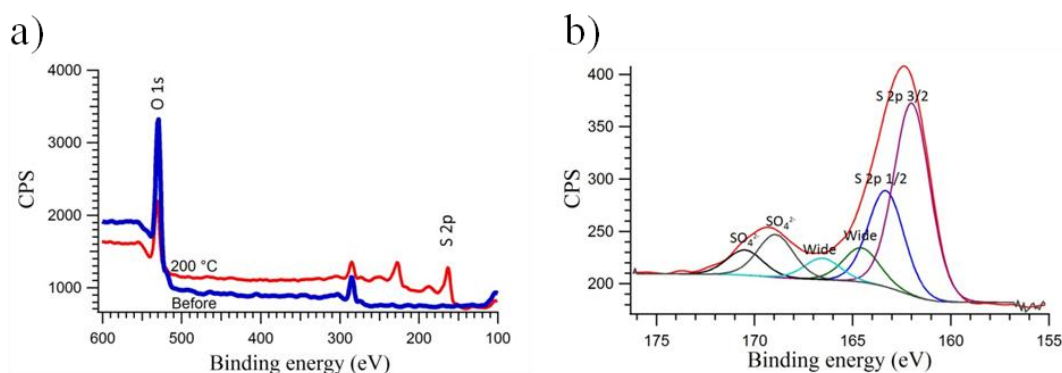 a)
CPS
4000
3000
2000
1000
O 1s
S 2p
200 °C
Before
600
500
400
300
200
100
Binding energy (eV)
b)
CPS
400
350
300
250
200
S 2p 3/2
S 2p 1/2
SO₄²⁻
SO₄²⁻
Wide
Wide
175
170
165
160
155
Binding energy (eV)